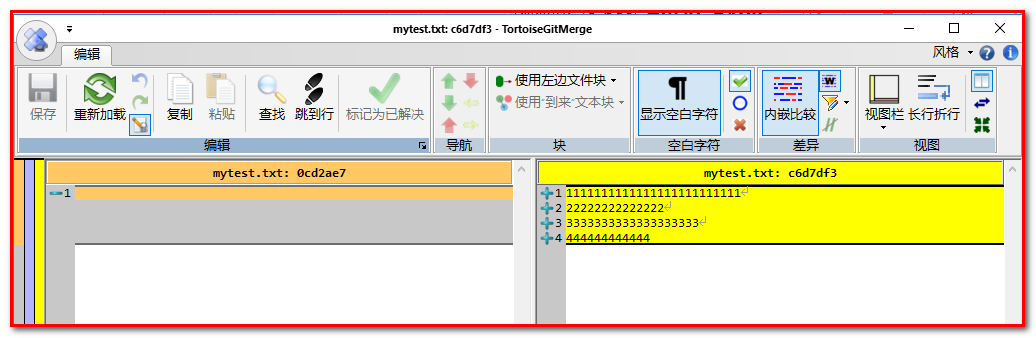 mytest.txt: c6d7df3 - TortoiseGitMerge
编辑
风格
保存
重新加载
复制
粘贴
查找
跳到行
标记为已解决
使用左边文件块
使用“到来”文本块
显示空白字符
内嵌比较
视图栏
长行折行
编辑
导航
块
空白字符
差异
视图
mytest.txt: 0cd2ae7
mytest.txt: c6d7df3
1
1 1111111111111111111111111
2 22222222222222
3 3333333333333333333
4 444444444444